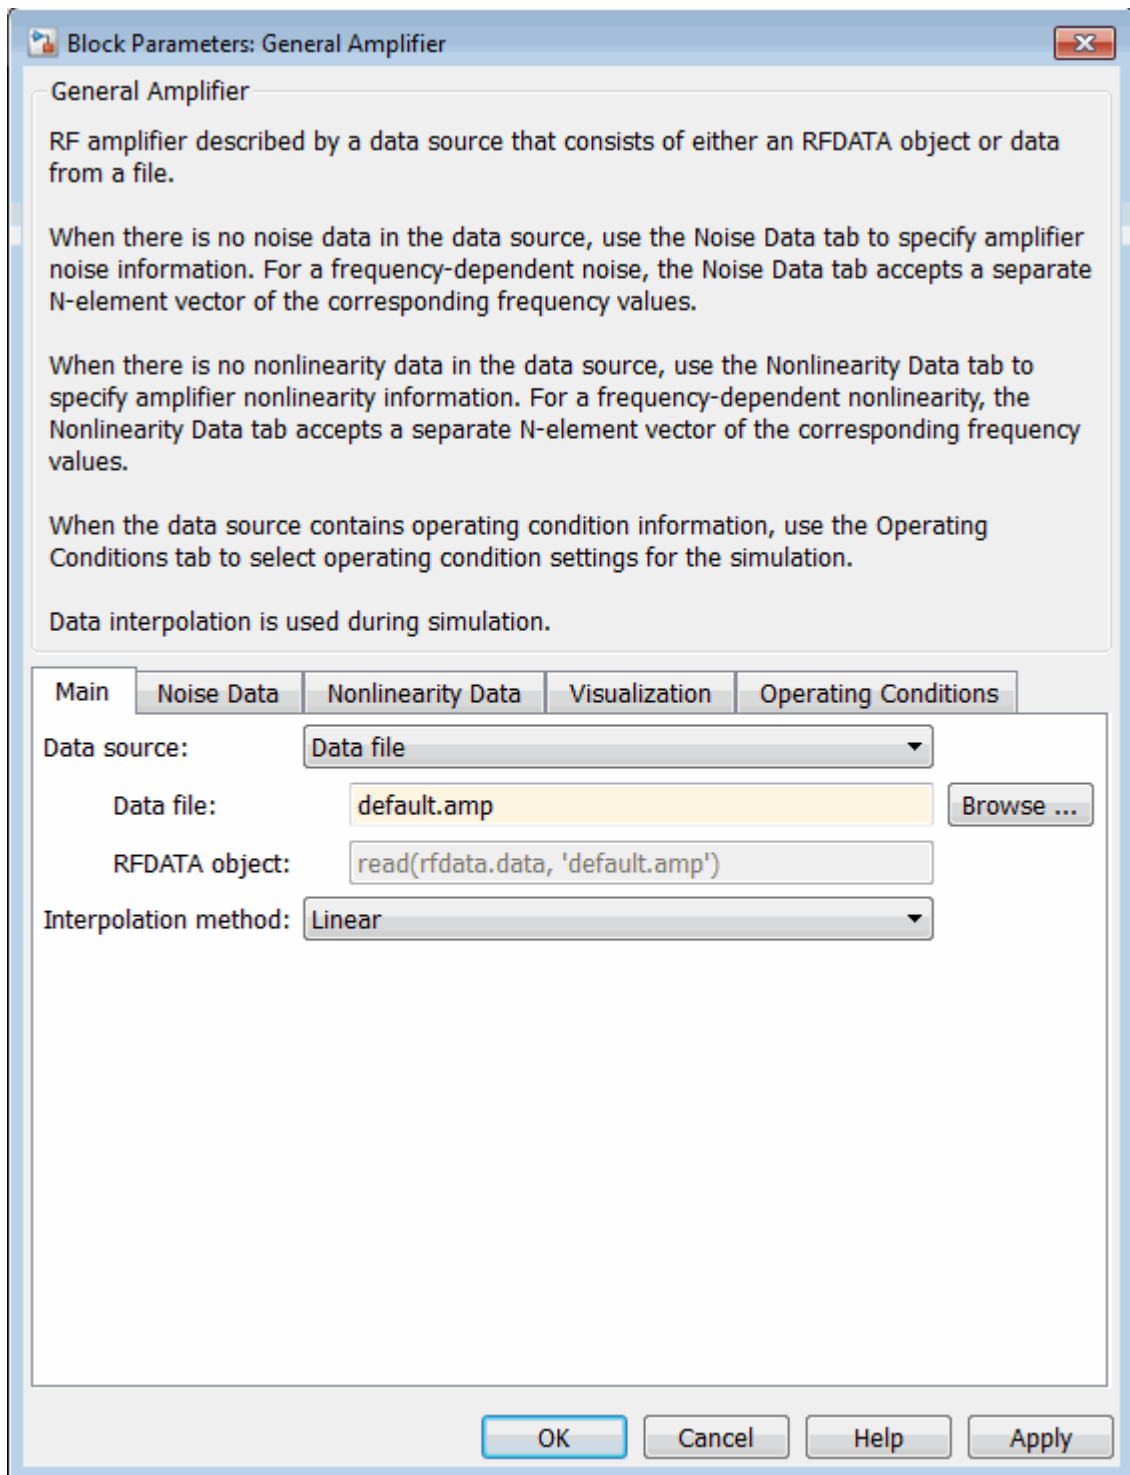 Block Parameters: General Amplifier
General Amplifier
RF amplifier described by a data source that consists of either an RFDATA object or data
from a file.
When there is no noise data in the data source, use the Noise Data tab to specify amplifier
noise information. For a frequency-dependent noise, the Noise Data tab accepts a separate
N-element vector of the corresponding frequency values.
When there is no nonlinearity data in the data source, use the Nonlinearity Data tab to
specify amplifier nonlinearity information. For a frequency-dependent nonlinearity, the
Nonlinearity Data tab accepts a separate N-element vector of the corresponding frequency
values.
When the data source contains operating condition information, use the Operating
Conditions tab to select operating condition settings for the simulation.
Data interpolation is used during simulation.
Main Noise Data Nonlinearity Data Visualization Operating Conditions
Data source: Data file
Data file: default.amp Browse ...
RFDATA object: read(rfdata.data, 'default.amp')
Interpolation method: Linear
OK Cancel Help Apply